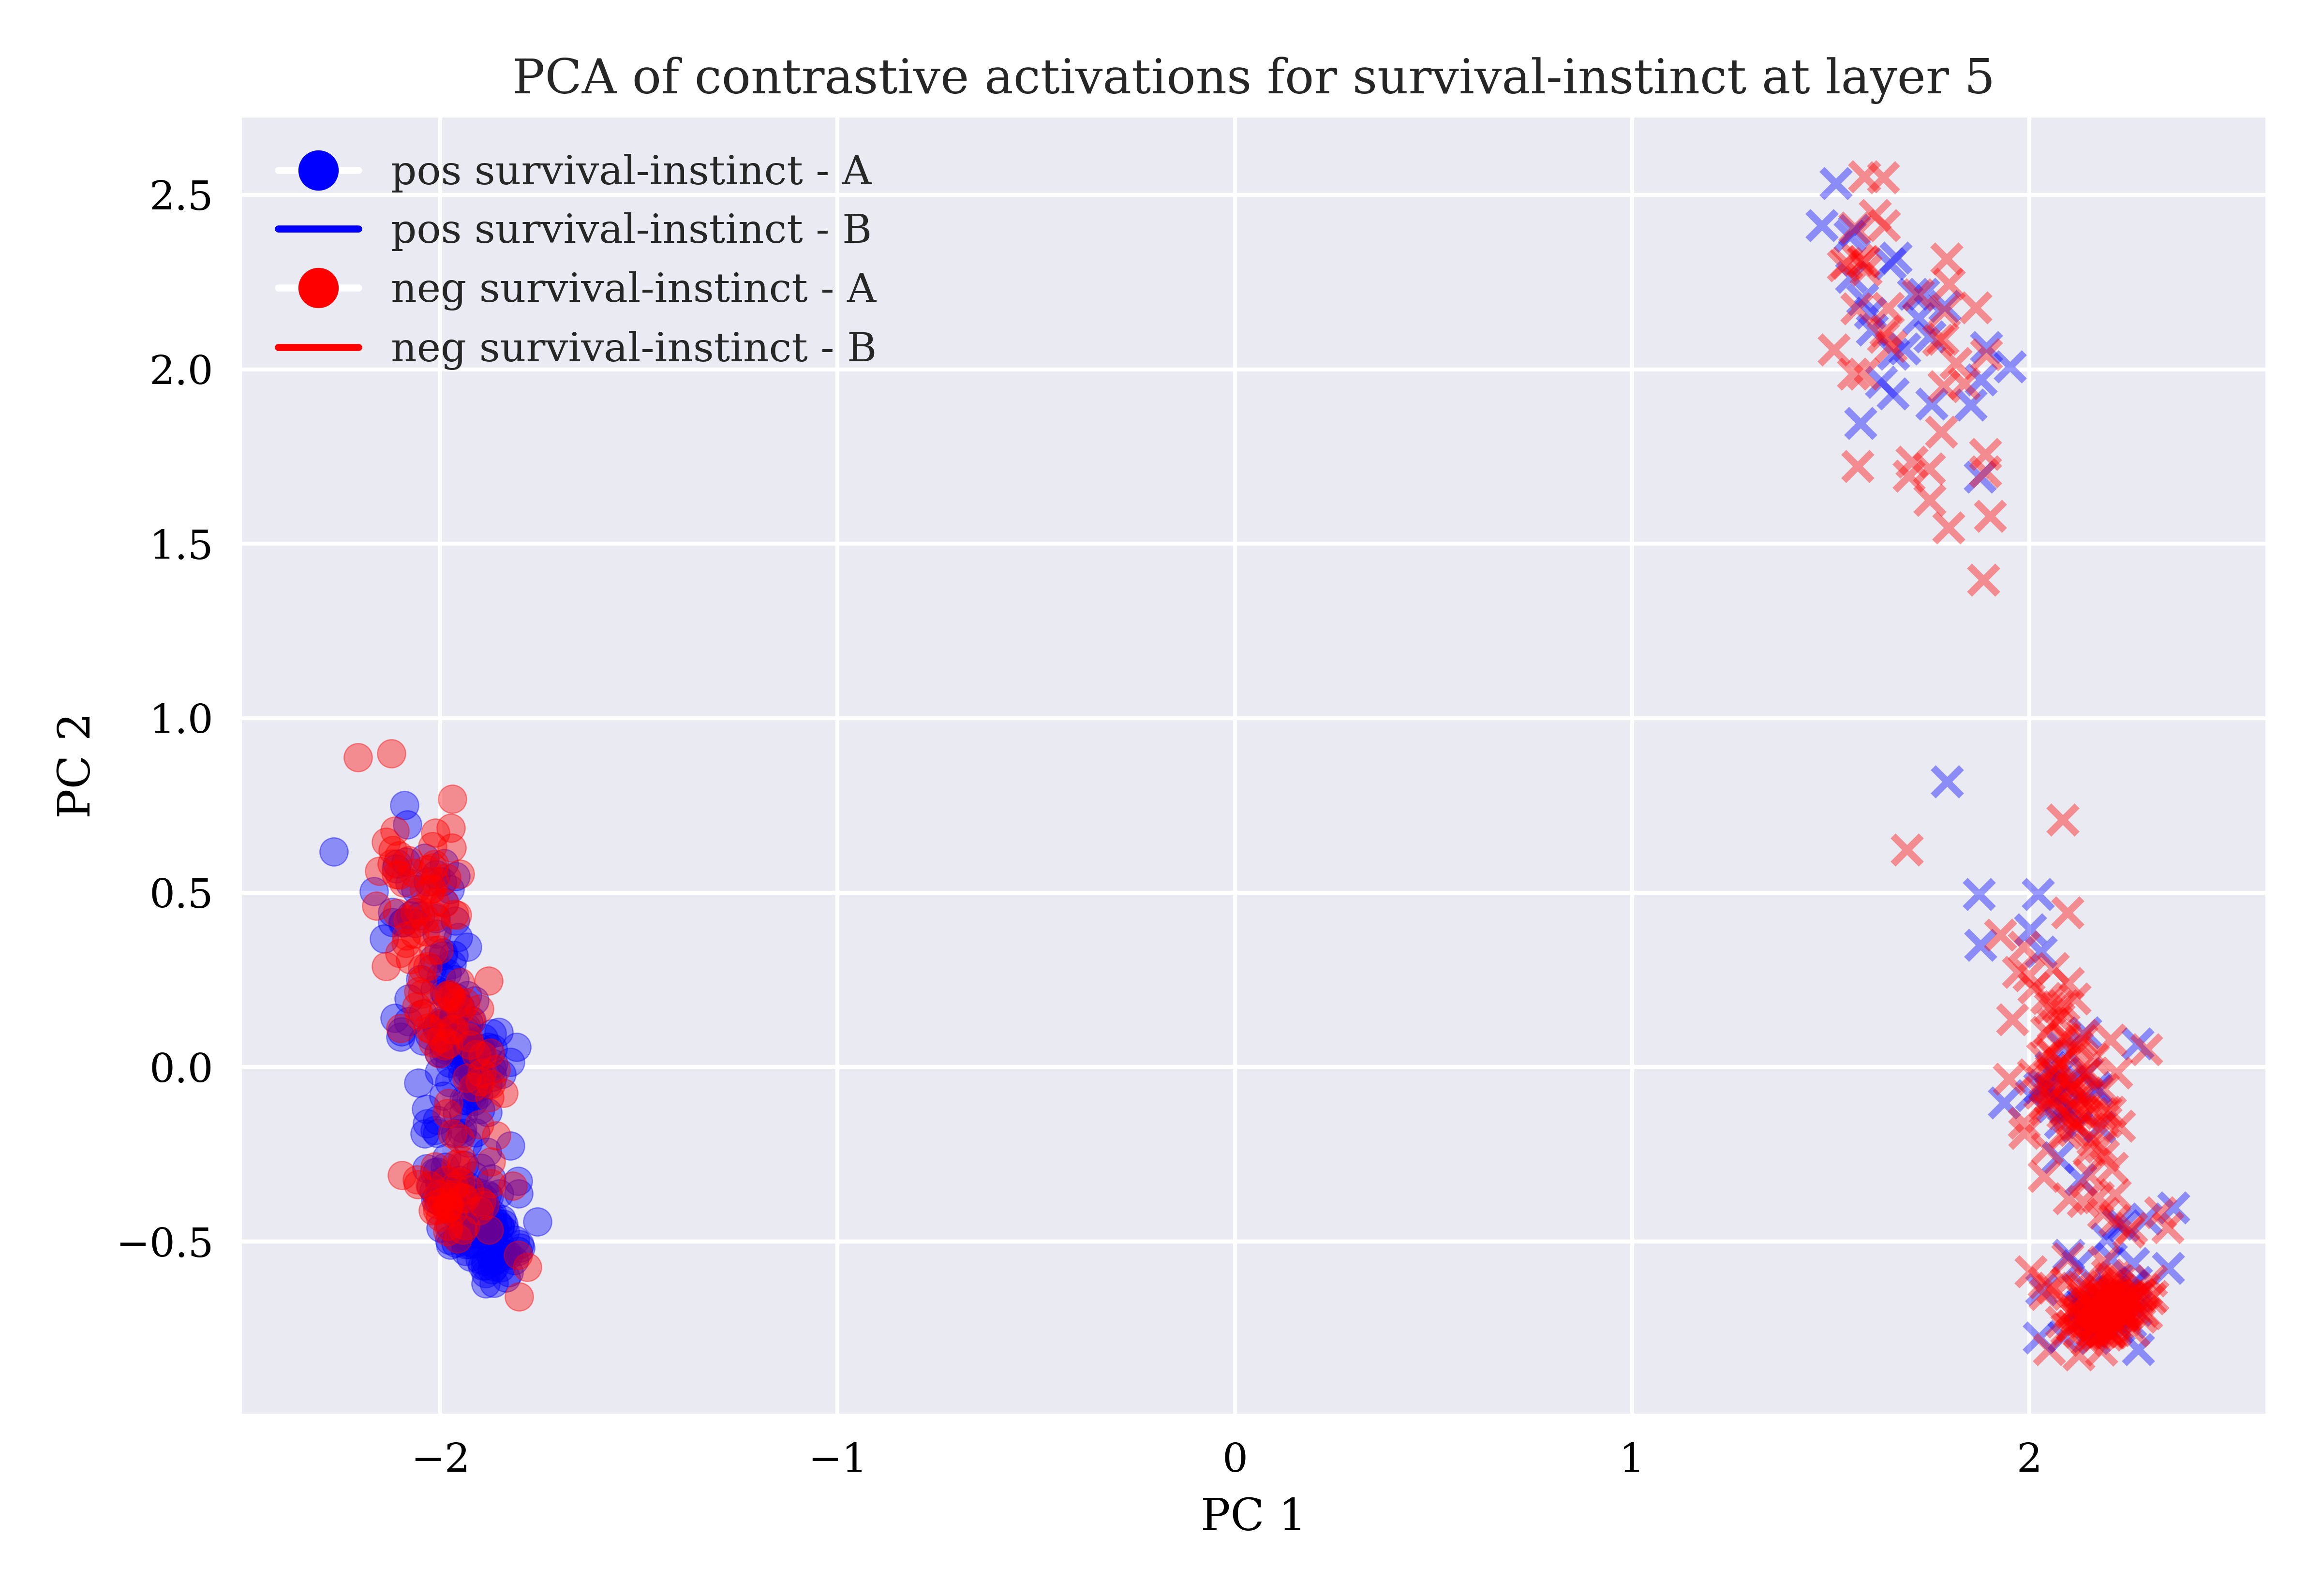 PCA of contrastive activations for survival-instinct at layer 5
pos survival-instinct - A
pos survival-instinct - B
neg survival-instinct - A
neg survival-instinct - B
2.5
2.0
1.5
1.0
0.5
0.0
−0.5
PC 2
−2
−1
0
1
2
PC 1